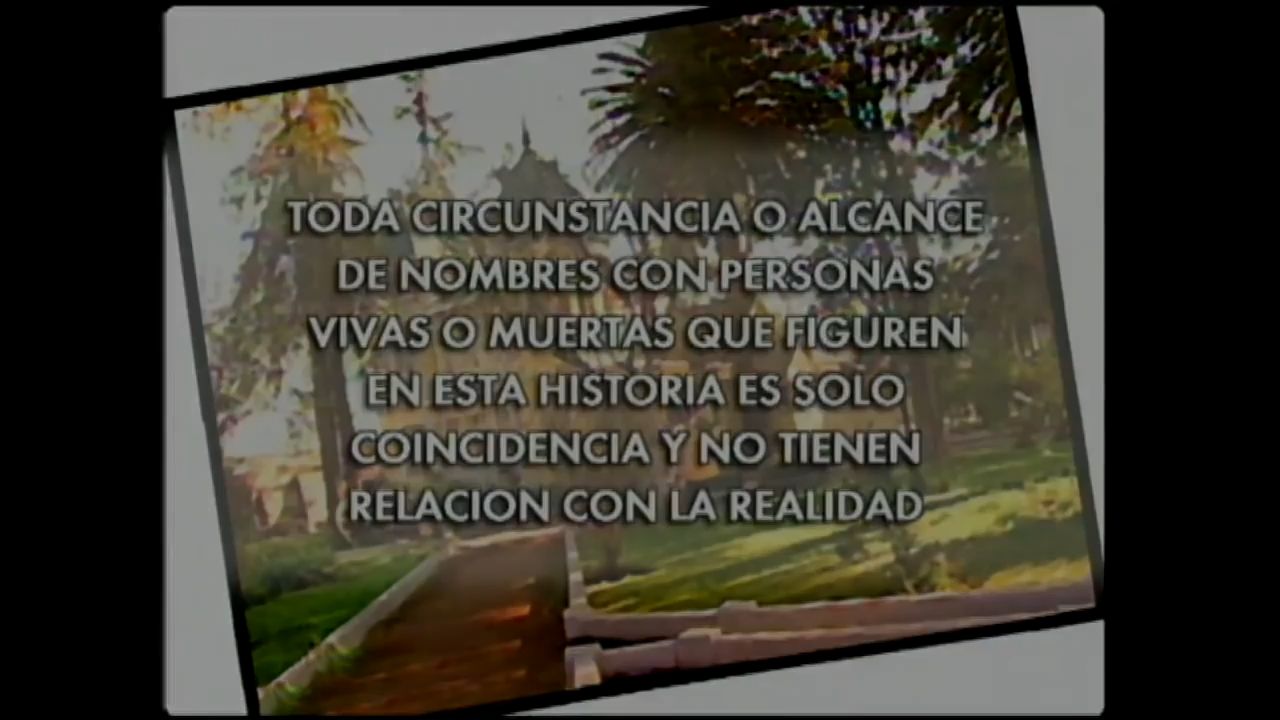 TODA CIRCUNSTANCIA O ALCANCE
DE NOMBRES CON PERSONAS
VIVAS O MUERTAS QUE FIGUREN
EN ESTA HISTORIA ES SOLO
COINCIDENCIA Y NO TIENEN
RELACION CON LA REALIDAD